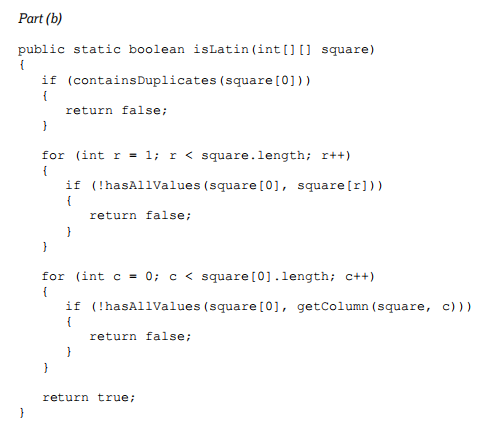 Part (b)
public static boolean isLatin(int[][] square)
{
if (containsDuplicates(square[0]))
{
return false;
}
for (int r = 1; r < square.length; r++)
{
if (!hasAllValues(square[0], square[r]))
{
return false;
}
}
for (int c = 0; c < square[0].length; c++)
{
if (!hasAllValues(square[0], getColumn(square, c)))
{
return false;
}
}
return true;
}